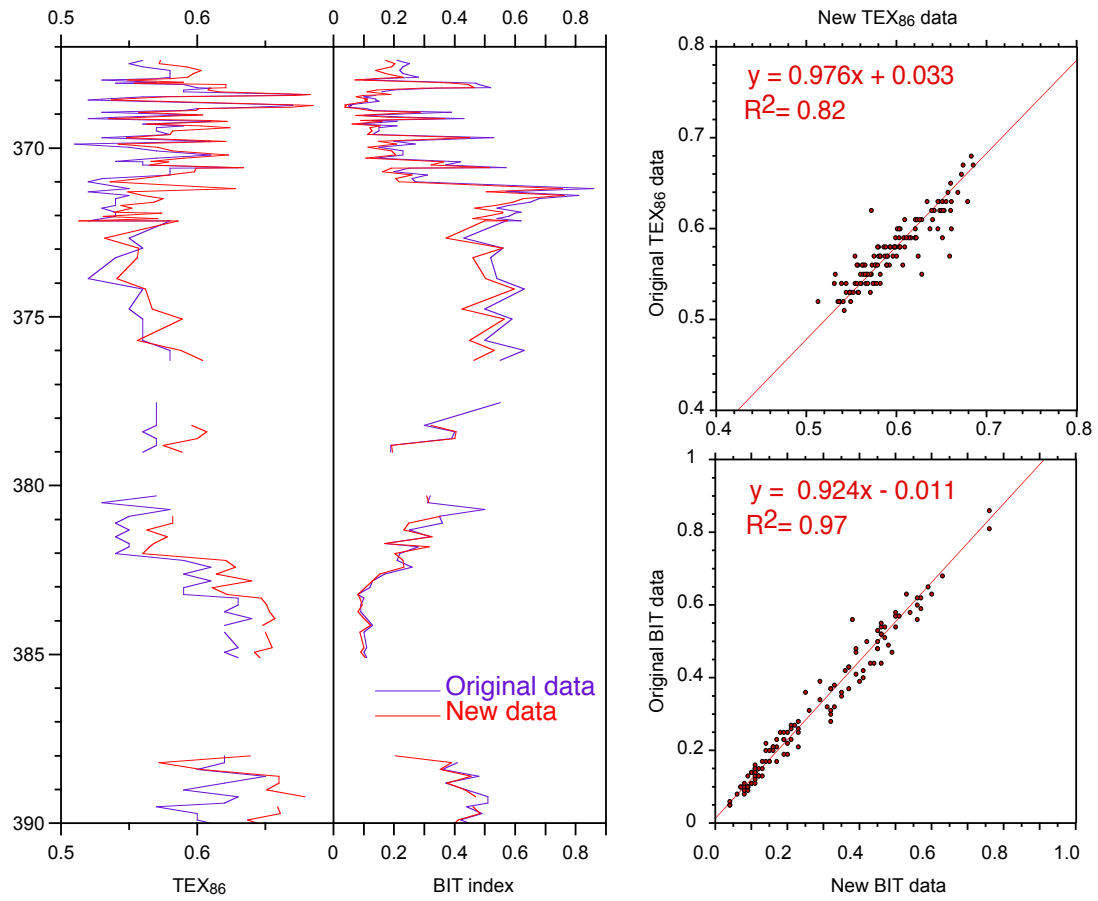 0.5 0.6 0 0.2 0.4 0.6 0.8
370
375
380
385
390
Original data
New data
0.5 0.6 0 0.2 0.4 0.6 0.8
TEX86 BIT index
New TEX86 data
0.8
0.7
0.6
0.5
0.4
Original TEX86 data
y = 0.976x + 0.033
R2= 0.82
0.4 0.5 0.6 0.7 0.8
1
0.8
0.6
0.4
0.2
0
Original BIT data
y = 0.924x - 0.011
R2= 0.97
0.0 0.2 0.4 0.6 0.8 1.0
New BIT data